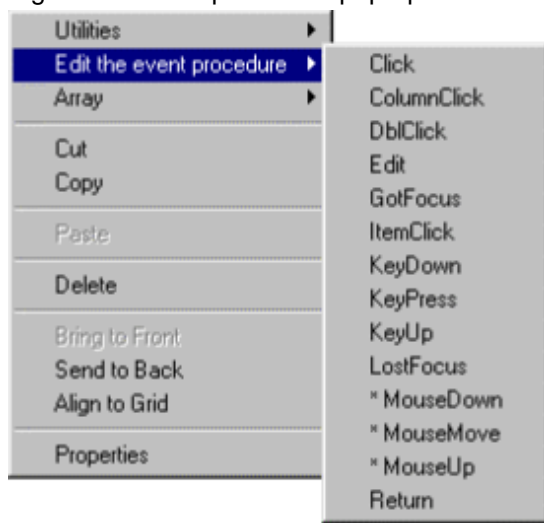 Utilities
Edit the event procedure
Array
Cut
Copy
Paste
Delete
Bring to Front
Send to Back
Align to Grid
Properties
Click
ColumnClick
DblClick
Edit
GotFocus
ItemClick
KeyDown
KeyPress
KeyUp
LostFocus
* MouseDown
* MouseMove
* MouseUp
Return